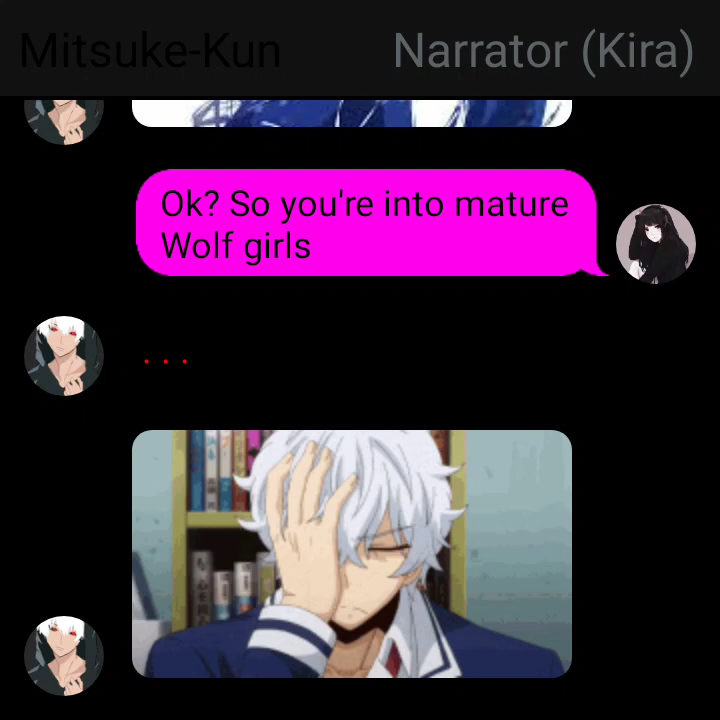 Mitsuke-Kun
Narrator (Kira)
Ok? So you're into mature
Wolf girls
. . .